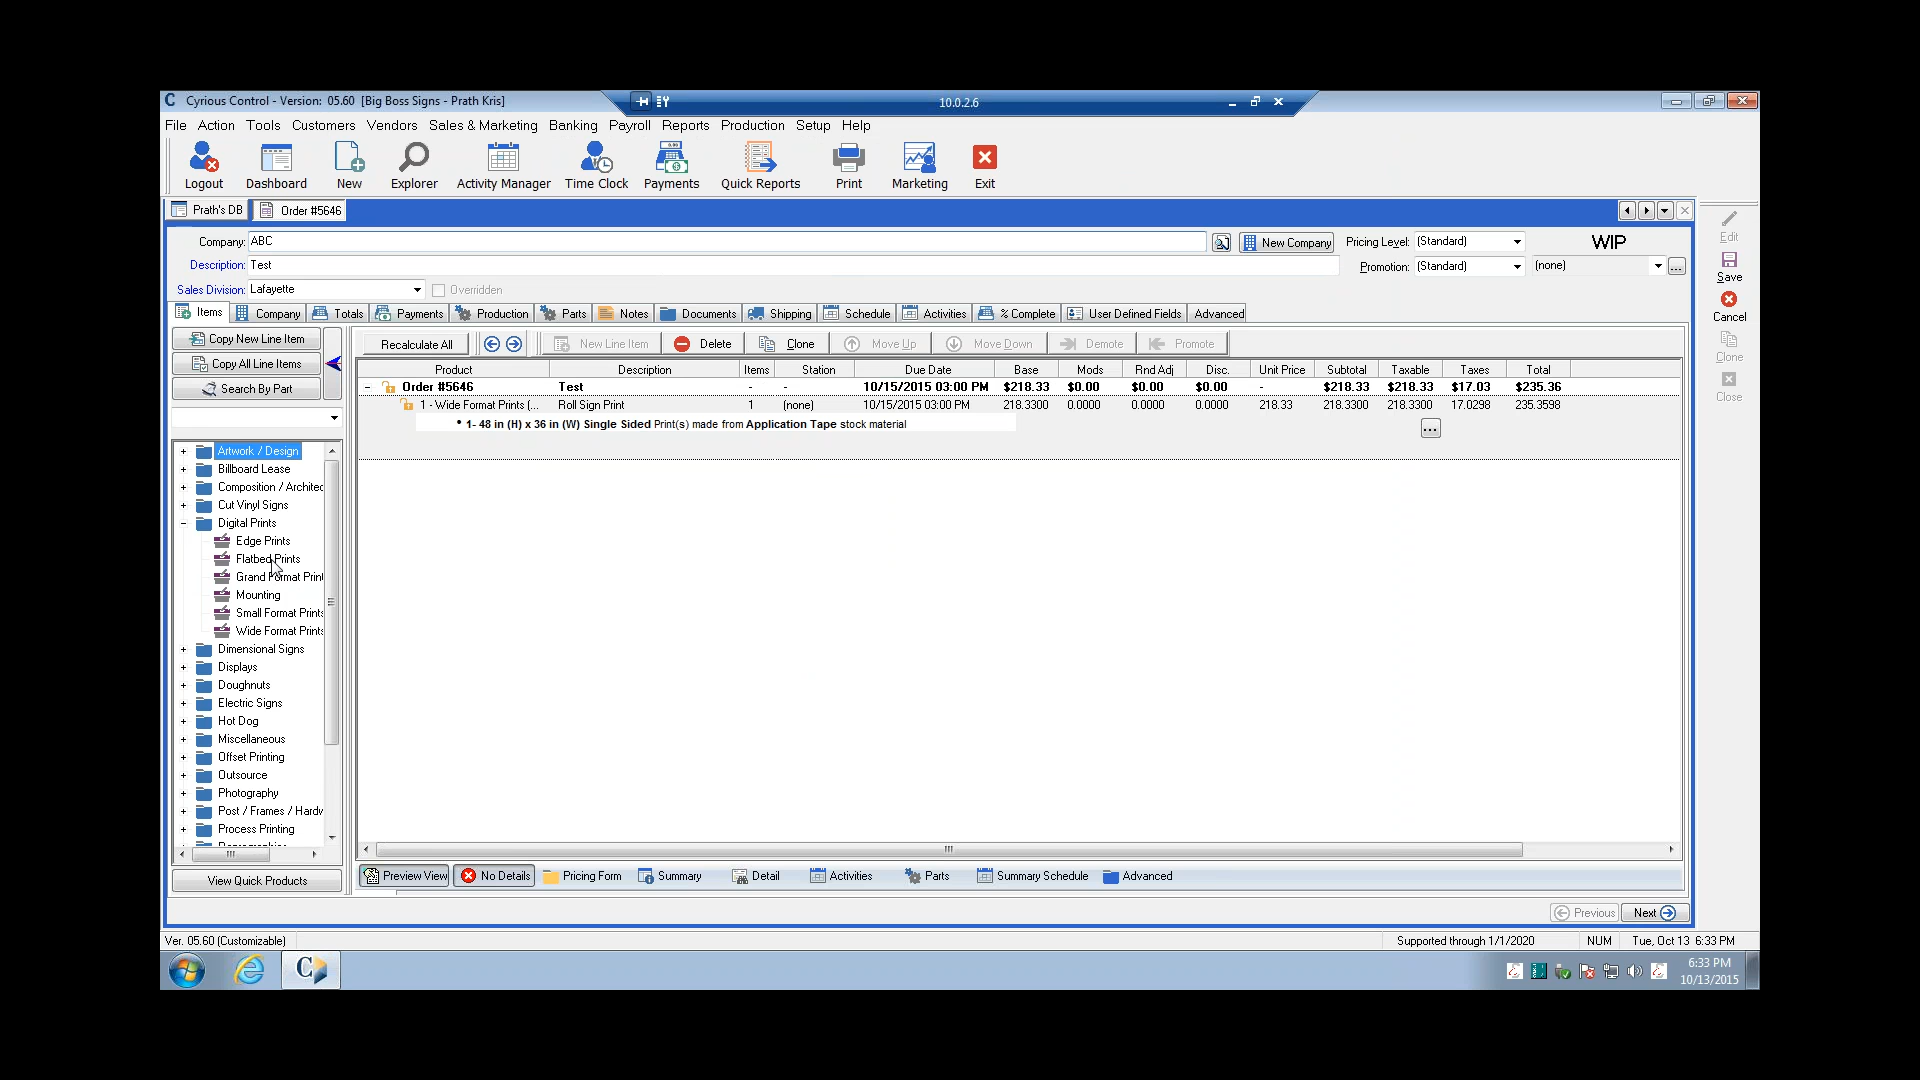 Cyrious Control - Version: 05.60 [Big Boss Signs - Prath Kris]
10.0.2.6
File Action Tools Customers Vendors Sales & Marketing Banking Payroll Reports Production Setup Help
Logout Dashboard New Explorer Activity Manager Time Clock Payments Quick Reports Print Marketing Exit
Prath's DB Order #5646
Company: ABC New Company Pricing Level: (Standard) WIP
Description: Test Promotion: (Standard) (none) ...
Sales Division: Lafayette Overridden
Edit
Save
Cancel
Clone
Close
Items Company Totals Payments Production Parts Notes Documents Shipping Schedule Activities % Complete User Defined Fields Advanced
Copy New Line Item
Copy All Line Items
Search By Part
Recalculate All New Line Item Delete Clone Move Up Move Down Demote Promote
Product Description Items Station Due Date Base Mods Rnd Adj Disc. Unit Price Subtotal Taxable Taxes Total
Order #5646 Test - - 10/15/2015 03:00 PM $218.33 $0.00 $0.00 $0.00 - $218.33 $218.33 $17.03 $235.36
1 - Wide Format Prints (... Roll Sign Print 1 (none) 10/15/2015 03:00 PM 218.3300 0.0000 0.0000 0.0000 218.33 218.3300 218.3300 17.0298 235.3598
• 1- 48 in (H) x 36 in (W) Single Sided Print(s) made from Application Tape stock material ...
Artwork / Design
Billboard Lease
Composition / Architec
Cut Vinyl Signs
Digital Prints
Edge Prints
Flatbed Prints
Grand Format Print
Mounting
Small Format Prints
Wide Format Prints
Dimensional Signs
Displays
Doughnuts
Electric Signs
Hot Dog
Miscellaneous
Offset Printing
Outsource
Photography
Post / Frames / Hardw
Process Printing
View Quick Products
Preview View No Details Pricing Form Summary Detail Activities Parts Summary Schedule Advanced
Previous Next
Ver. 05.60 (Customizable) Supported through 1/1/2020 NUM Tue, Oct 13 6:33 PM
6:33 PM
10/13/2015